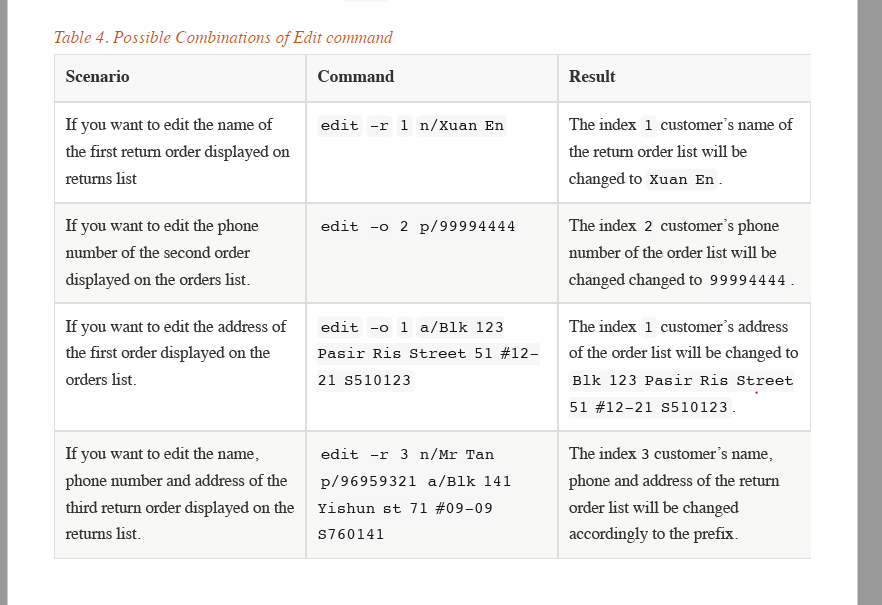 Table 4. Possible Combinations of Edit command
Scenario
Command
Result
If you want to edit the name of
the first return order displayed on
returns list
edit -r 1 n/Xuan En
The index 1 customer’s name of
the return order list will be
changed to Xuan En .
If you want to edit the phone
number of the second order
displayed on the orders list.
edit -o 2 p/99994444
The index 2 customer’s phone
number of the order list will be
changed changed to 99994444 .
If you want to edit the address of
the first order displayed on the
orders list.
edit -o 1 a/Blk 123
Pasir Ris Street 51 #12-
21 S510123
The index 1 customer’s address
of the order list will be changed to
Blk 123 Pasir Ris Street
51 #12-21 S510123 .
If you want to edit the name,
phone number and address of the
third return order displayed on the
returns list.
edit -r 3 n/Mr Tan
p/96959321 a/Blk 141
Yishun st 71 #09-09
S760141
The index 3 customer’s name,
phone and address of the return
order list will be changed
accordingly to the prefix.